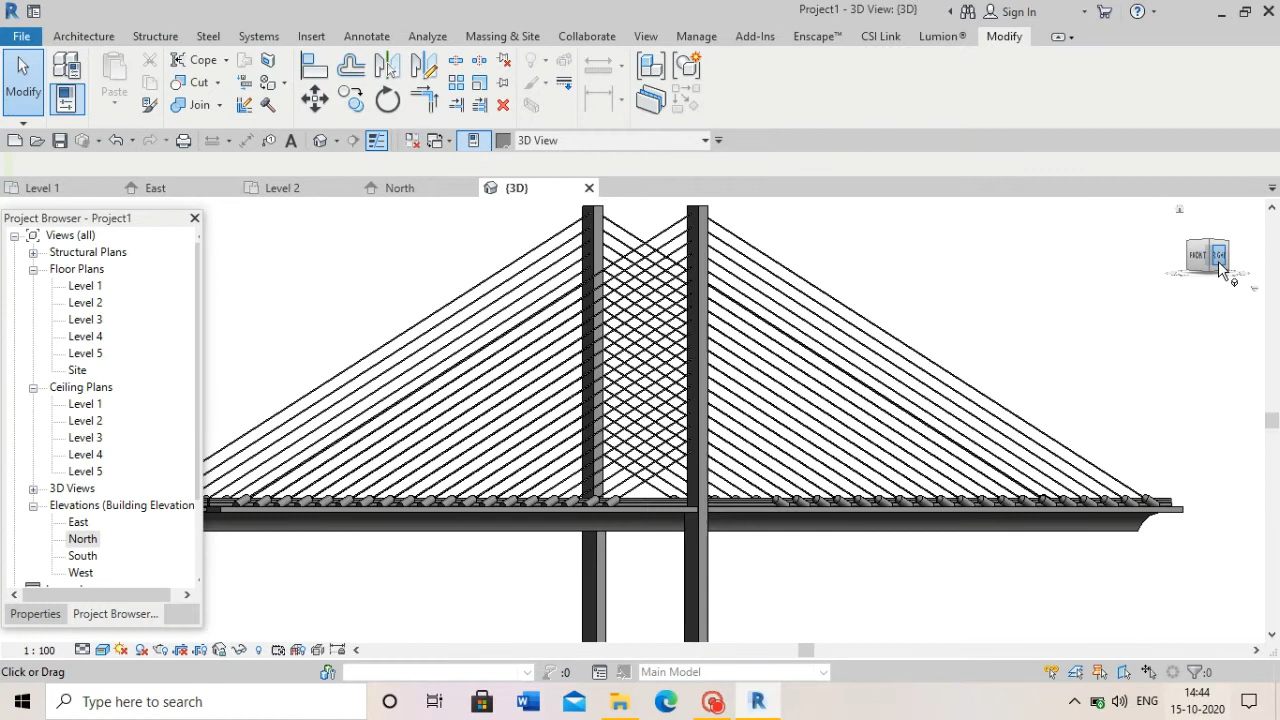 Project1 - 3D View: {3D}
Sign In
File Architecture Structure Steel Systems Insert Annotate Analyze Massing & Site Collaborate View Manage Add-Ins Enscape™ CSI Link Lumion® Modify
Modify
Paste
Cope
Cut
Join
3D View
Level 1
East
Level 2
North
{3D}
Project Browser - Project1
Views (all)
Structural Plans
Floor Plans
Level 1
Level 2
Level 3
Level 4
Level 5
Site
Ceiling Plans
Level 1
Level 2
Level 3
Level 4
Level 5
3D Views
Elevations (Building Elevation
East
North
South
West
Properties
Project Browser...
FRONT
1 : 100
Click or Drag
:0
Main Model
:0
Type here to search
ENG
14:44
15-10-2020